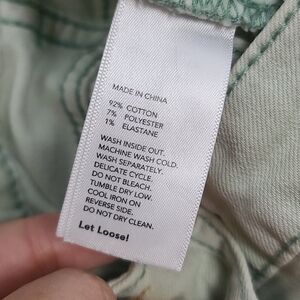 MADE IN CHINA
92% COTTON
7% POLYESTER
1% ELASTANE
WASH INSIDE OUT.
MACHINE WASH COLD.
WASH SEPARATELY.
DELICATE CYCLE.
DO NOT BLEACH.
TUMBLE DRY LOW.
COOL IRON ON
REVERSE SIDE.
DO NOT DRY CLEAN.
Let Loose!